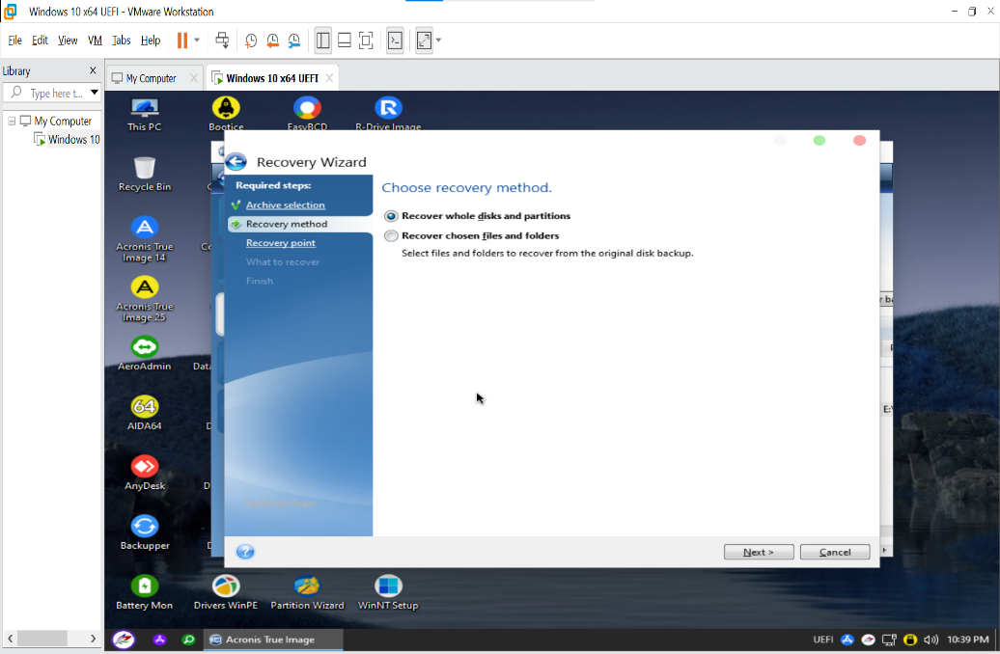 Windows 10 x64 UEFI - VMware Workstation
File Edit View VM Tabs Help
Library
My Computer
Windows 10 x64 UEFI
Type here t...
My Computer
Windows 10
This PC
Bootice
EasyBCD
R-Drive Image
Recycle Bin
Acronis True
Image 14
Acronis True
Image 25
AeroAdmin
Data
AIDA64
64
AnyDesk
Backupper
Battery Mon
Drivers WinPE
Partition Wizard
WinNT Setup
Recovery Wizard
Required steps:
Archive selection
Recovery method
Recovery point
What to recover
Finish
Choose recovery method.
Recover whole disks and partitions
Recover chosen files and folders
Select files and folders to recover from the original disk backup.
Next >
Cancel
Acronis True Image
UEFI
10:39 PM